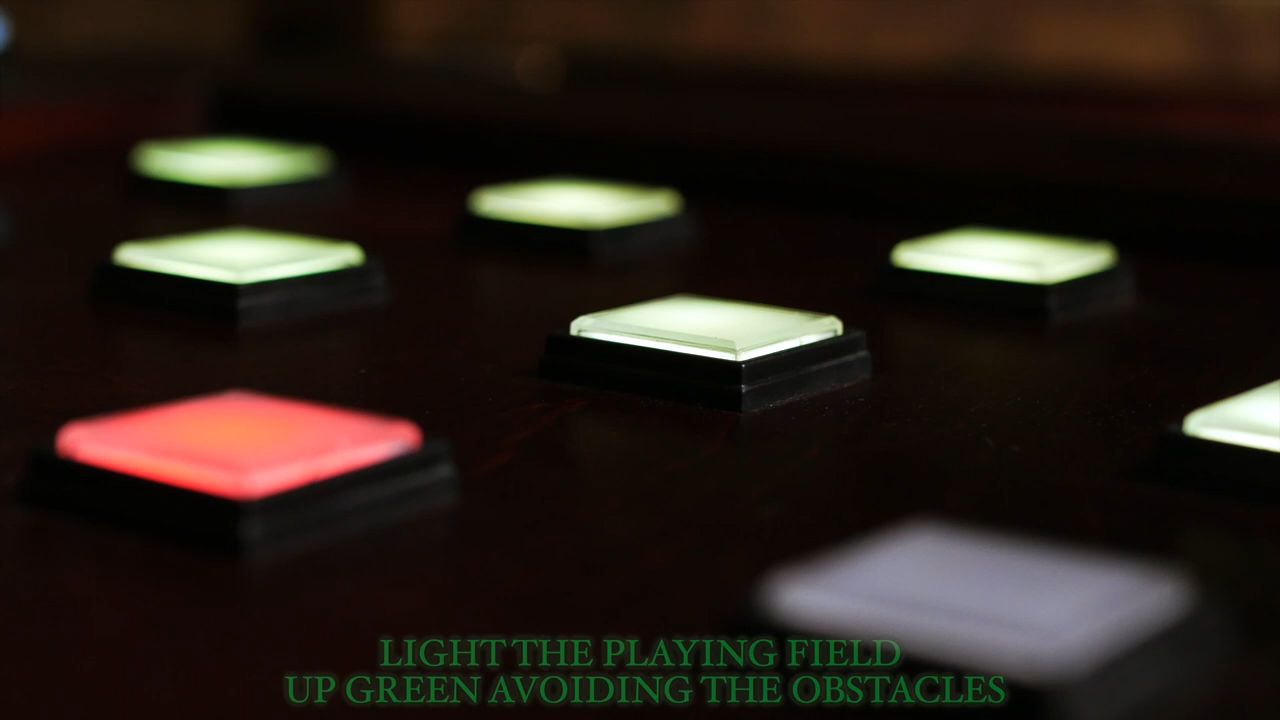 LIGHT THE PLAYING FIELD
UP GREEN AVOIDING THE OBSTACLES